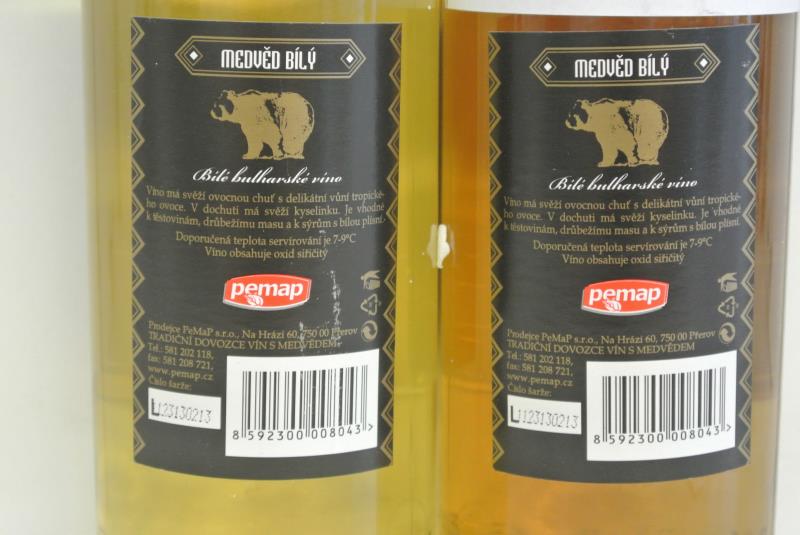 MEDVĚD BÍLÝ
Bílé bulharské víno
Víno má svěží ovocnou chuť s delikátní vůní tropické-
ho ovoce. V dochuti má svěží kyselinku. Je vhodné
k těstovinám, drůbežímu masu a k sýrům s bílou plísní.
Doporučená teplota servírování je 7-9°C
Víno obsahuje oxid siřičitý
pemap
Prodejce PeMaP s.r.o., Na Hrázi 60, 750 00 Přerov
TRADIČNÍ DOVOZCE VÍN S MEDVĚDEM
Tel.: 581 202 118,
fax: 581 208 721,
www.pemap.cz
Číslo šarže:
L123130213
8 592300 008043 >
MEDVĚD BÍLÝ
Bílé bulharské víno
Víno má svěží ovocnou chuť s delikátní vůní tropické-
ho ovoce. V dochuti má svěží kyselinku. Je vhodné
k těstovinám, drůbežímu masu a k sýrům s bílou plísní.
Doporučená teplota servírování je 7-9°C
Víno obsahuje oxid siřičitý
pemap
Prodejce PeMaP s.r.o., Na Hrázi 60, 750 00 Přerov
TRADIČNÍ DOVOZCE VÍN S MEDVĚDEM
Tel.: 581 202 118,
fax: 581 208 721,
www.pemap.cz
Číslo šarže:
L1123130213
8 592300 008043 >